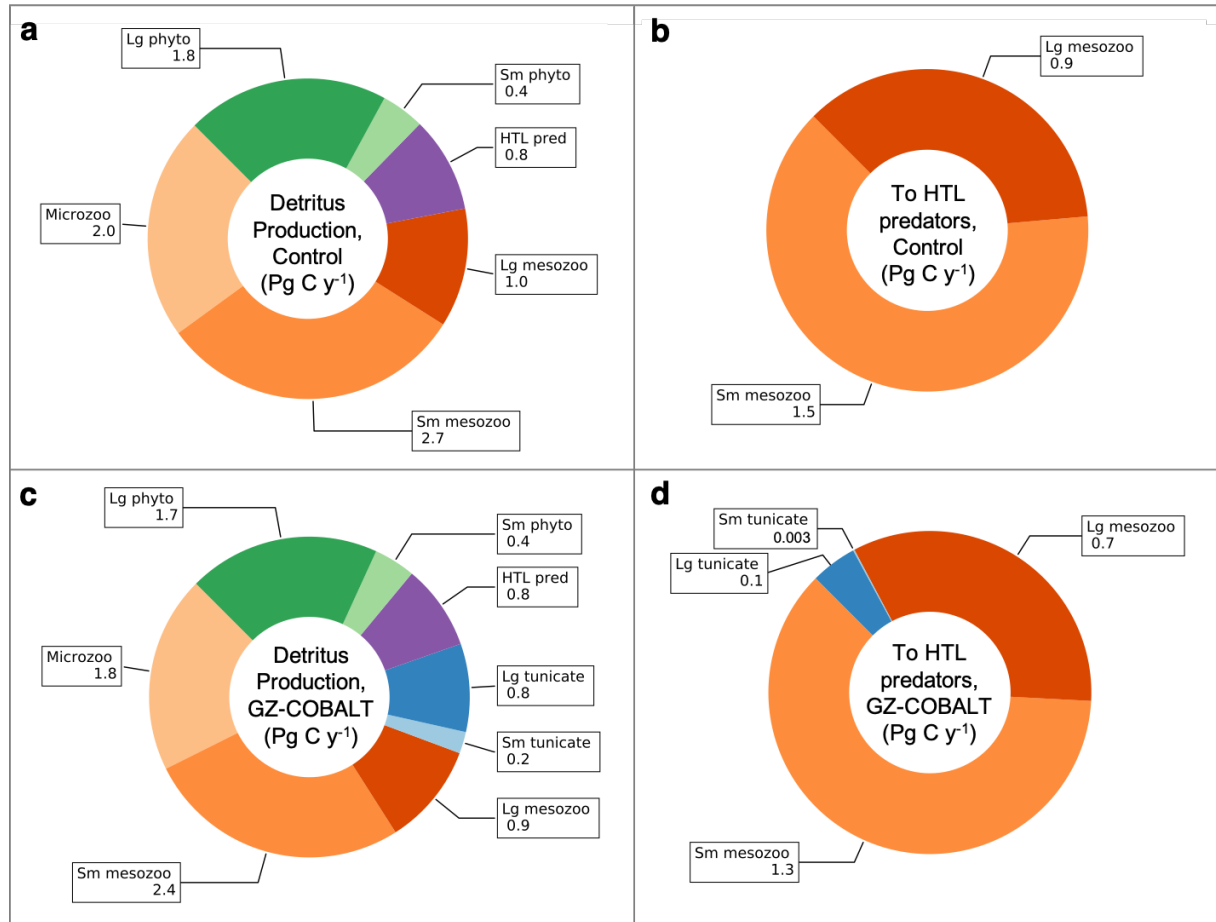 a
Lg phyto
1.8
Sm phyto
0.4
HTL pred
0.8
Microzoo
2.0
Detritus
Production,
Control
(Pg C y⁻¹)
Lg mesozoo
1.0
Sm mesozoo
2.7
b
Lg mesozoo
0.9
To HTL
predators,
Control
(Pg C y⁻¹)
Sm mesozoo
1.5
c
Lg phyto
1.7
Sm phyto
0.4
HTL pred
0.8
Microzoo
1.8
Detritus
Production,
GZ-COBALT
(Pg C y⁻¹)
Lg tunicate
0.8
Sm tunicate
0.2
Lg mesozoo
0.9
Sm mesozoo
2.4
d
Sm tunicate
0.003
Lg mesozoo
0.7
Lg tunicate
0.1
To HTL
predators,
GZ-COBALT
(Pg C y⁻¹)
Sm mesozoo
1.3